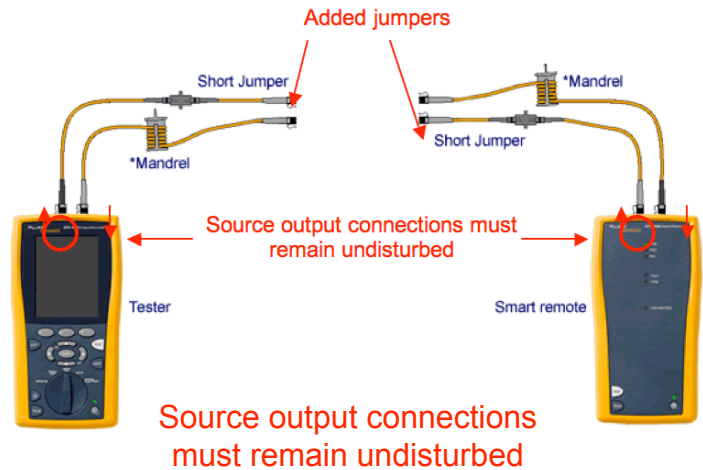 Added jumpers
Short Jumper
*Mandrel
*Mandrel
Short Jumper
Source output connections must
remain undisturbed
Tester
Smart remote
Source output connections
must remain undisturbed